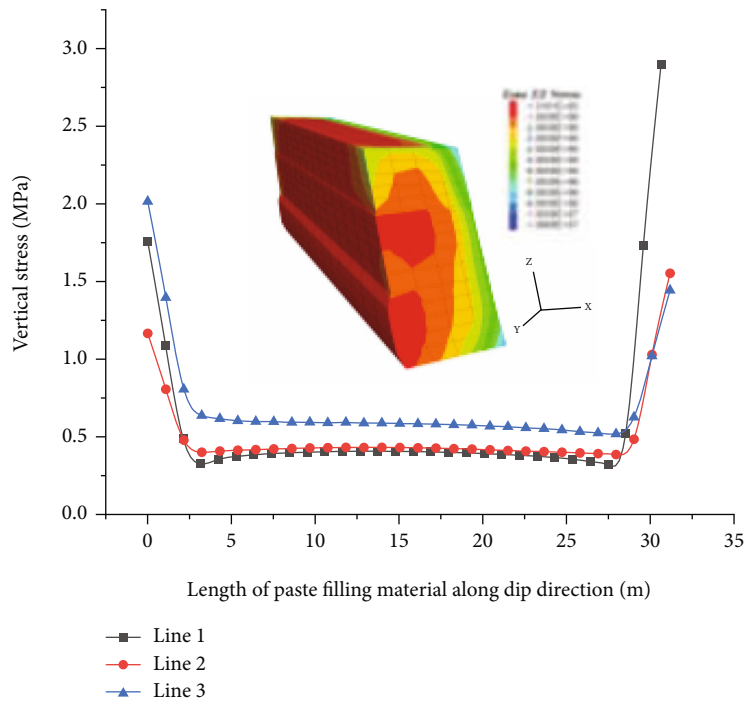 3.0
2.5
2.0
1.5
1.0
0.5
0.0
Vertical stress (MPa)
Z
X
Y
0 5 10 15 20 25 30 35
Length of paste filling material along dip direction (m)
Line 1
Line 2
Line 3